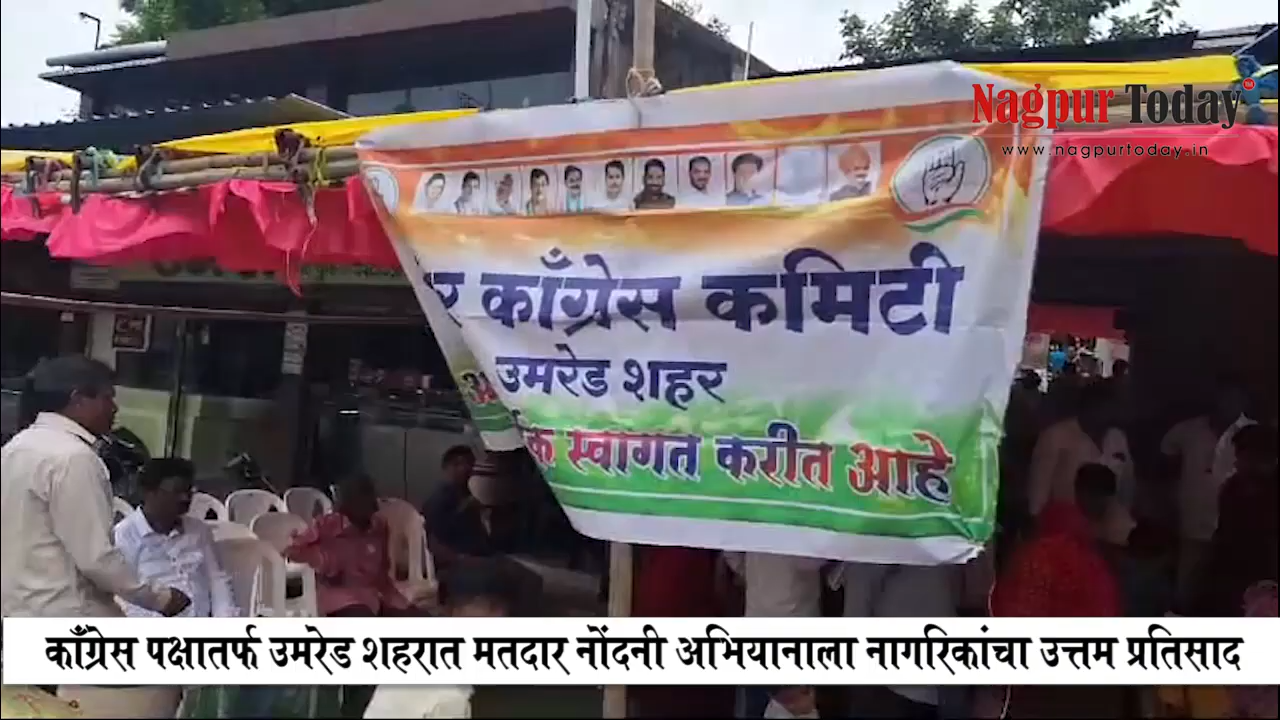 Nagpur Today
www.nagpurtoday.in
र काँग्रेस कमिटी
उमरेड शहर
क स्वागत करीत आहे
काँग्रेस पक्षातर्फ उमरेड शहरात मतदार नोंदनी अभियानाला नागरिकांचा उत्तम प्रतिसाद